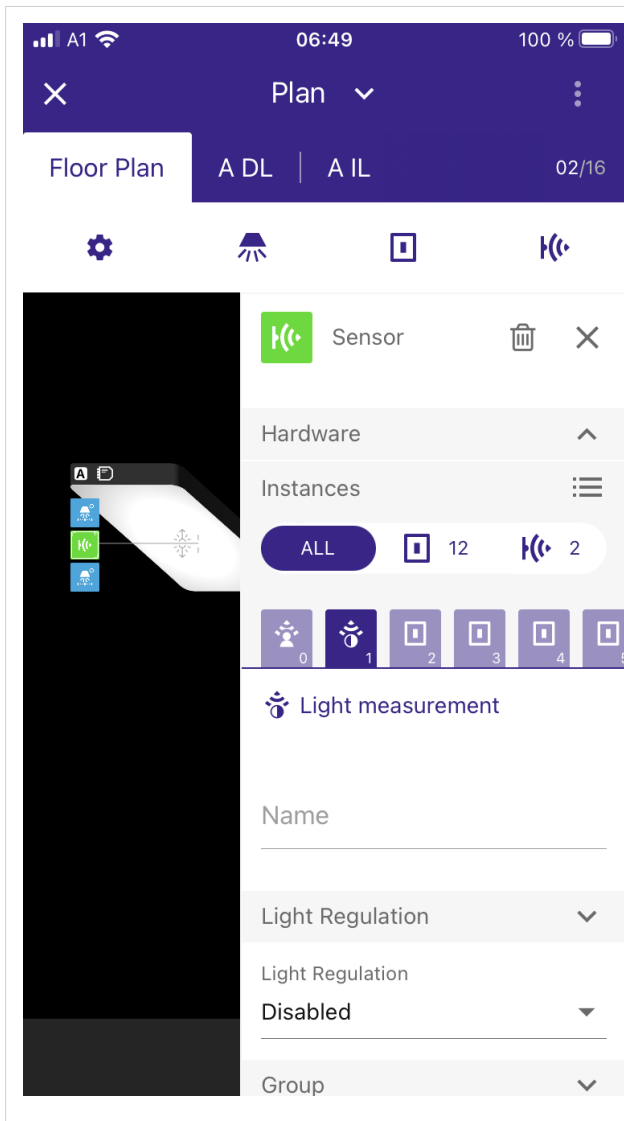 A1
06:49
100 %
Plan
Floor Plan
A DL
A IL
02/16
Sensor
Hardware
A
Instances
ALL
12
2
0
1
2
3
4
5
Light measurement
Name
Light Regulation
Light Regulation
Disabled
Group